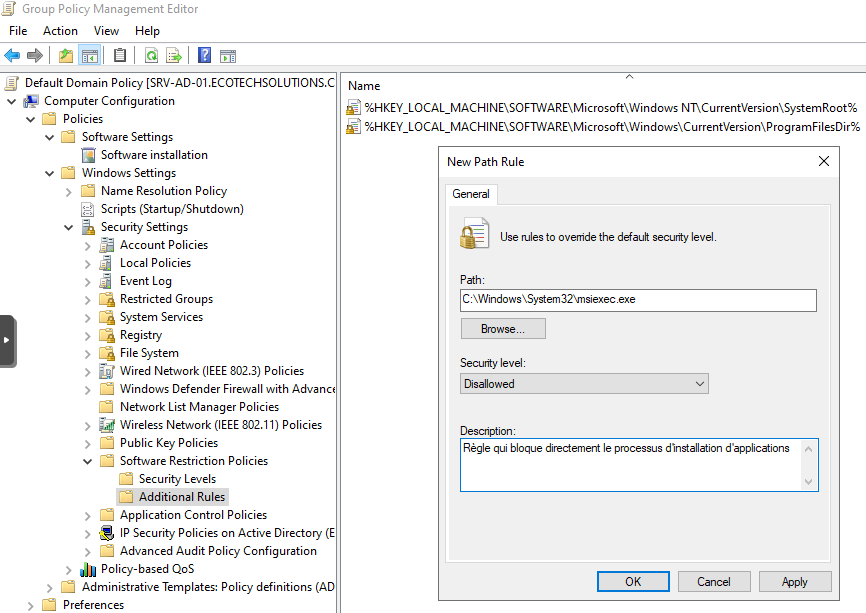 Group Policy Management Editor
File Action View Help
Default Domain Policy [SRV-AD-01.ECOTECHSOLUTIONS.C
Computer Configuration
Policies
Software Settings
Software installation
Windows Settings
Name Resolution Policy
Scripts (Startup/Shutdown)
Security Settings
Account Policies
Local Policies
Event Log
Restricted Groups
System Services
Registry
File System
Wired Network (IEEE 802.3) Policies
Windows Defender Firewall with Advance
Network List Manager Policies
Wireless Network (IEEE 802.11) Policies
Public Key Policies
Software Restriction Policies
Security Levels
Additional Rules
Application Control Policies
IP Security Policies on Active Directory (E
Advanced Audit Policy Configuration
Policy-based QoS
Administrative Templates: Policy definitions (AD
Preferences
Name
%HKEY_LOCAL_MACHINE\SOFTWARE\Microsoft\Windows NT\CurrentVersion\SystemRoot%
%HKEY_LOCAL_MACHINE\SOFTWARE\Microsoft\Windows\CurrentVersion\ProgramFilesDir%
New Path Rule
General
Use rules to override the default security level.
Path:
C:\Windows\System32\msiexec.exe
Browse...
Security level:
Disallowed
Description:
Règle qui bloque directement le processus d'installation d'applications
OK Cancel Apply